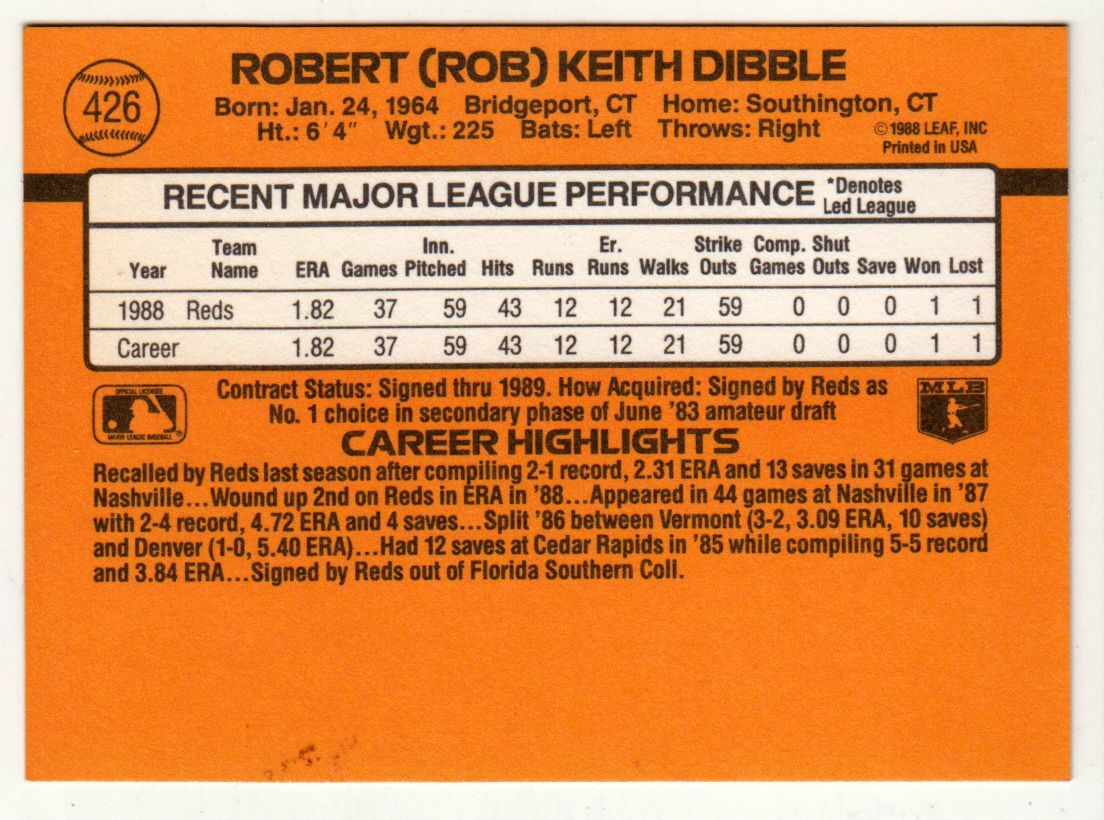 426
ROBERT (ROB) KEITH DIBBLE
Born: Jan. 24, 1964 Bridgeport, CT Home: Southington, CT
Ht.: 6'4" Wgt.: 225 Bats: Left Throws: Right
©1988 LEAF, INC
Printed in USA
RECENT MAJOR LEAGUE PERFORMANCE *Denotes Led League
Year Team Name ERA Games Inn. Pitched Hits Runs Er. Runs Walks Strike Outs Comp. Games Shut Outs Save Won Lost
1988 Reds 1.82 37 59 43 12 12 21 59 0 0 0 1 1
Career 1.82 37 59 43 12 12 21 59 0 0 0 1 1
OFFICIAL LICENSEE
MAJOR LEAGUE BASEBALL
®
Contract Status: Signed thru 1989. How Acquired: Signed by Reds as
No. 1 choice in secondary phase of June '83 amateur draft
MLB
CAREER HIGHLIGHTS
Recalled by Reds last season after compiling 2-1 record, 2.31 ERA and 13 saves in 31 games at
Nashville...Wound up 2nd on Reds in ERA in '88...Appeared in 44 games at Nashville in '87
with 2-4 record, 4.72 ERA and 4 saves...Split '86 between Vermont (3-2, 3.09 ERA, 10 saves)
and Denver (1-0, 5.40 ERA)...Had 12 saves at Cedar Rapids in '85 while compiling 5-5 record
and 3.84 ERA...Signed by Reds out of Florida Southern Coll.